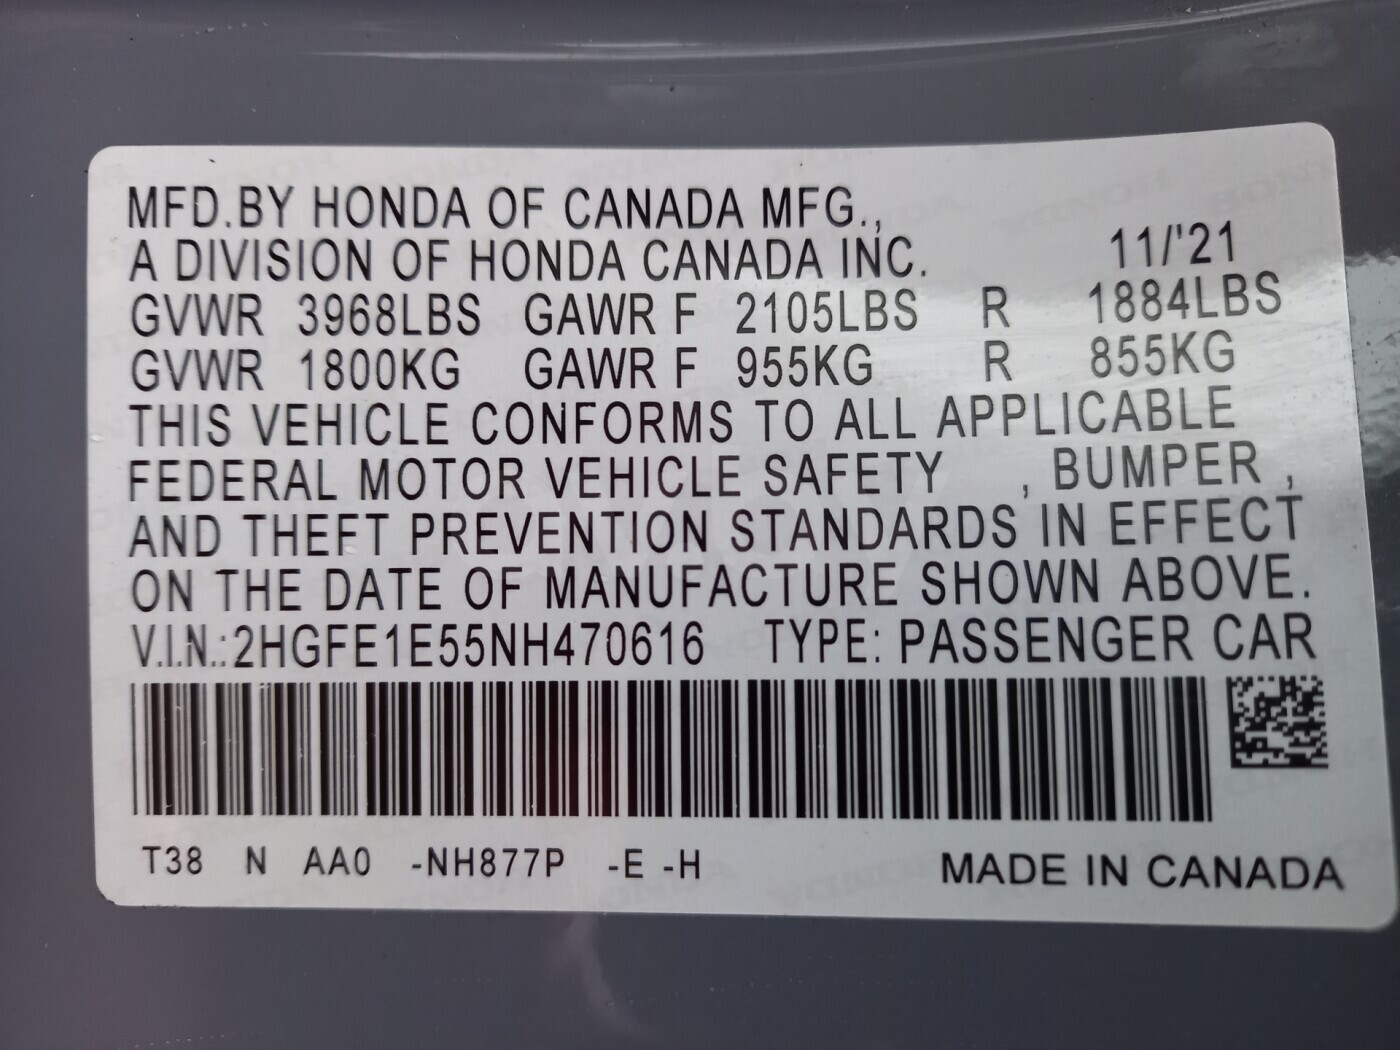 MFD.BY HONDA OF CANADA MFG.,
A DIVISION OF HONDA CANADA INC. 11/'21
GVWR 3968LBS GAWR F 2105LBS R 1884LBS
GVWR 1800KG GAWR F 955KG R 855KG
THIS VEHICLE CONFORMS TO ALL APPLICABLE
FEDERAL MOTOR VEHICLE SAFETY , BUMPER ,
AND THEFT PREVENTION STANDARDS IN EFFECT
ON THE DATE OF MANUFACTURE SHOWN ABOVE.
V.I.N.:2HGFE1E55NH470616 TYPE: PASSENGER CAR
T38 N AA0 -NH877P -E -H MADE IN CANADA